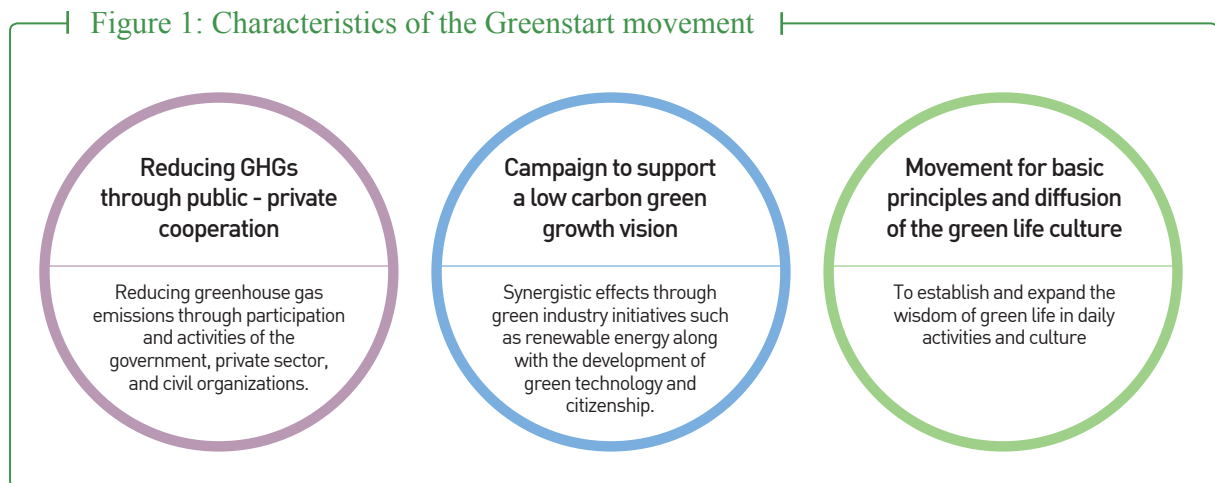 Figure 1: Characteristics of the Greenstart movement
Reducing GHGs
through public - private
cooperation
Reducing greenhouse gas
emissions through participation
and activities of the
government, private sector,
and civil organizations.
Campaign to support
a low carbon green
growth vision
Synergistic effects through
green industry initiatives such
as renewable energy along
with the development of
green technology and
citizenship.
Movement for basic
principles and diffusion
of the green life culture
To establish and expand the
wisdom of green life in daily
activities and culture